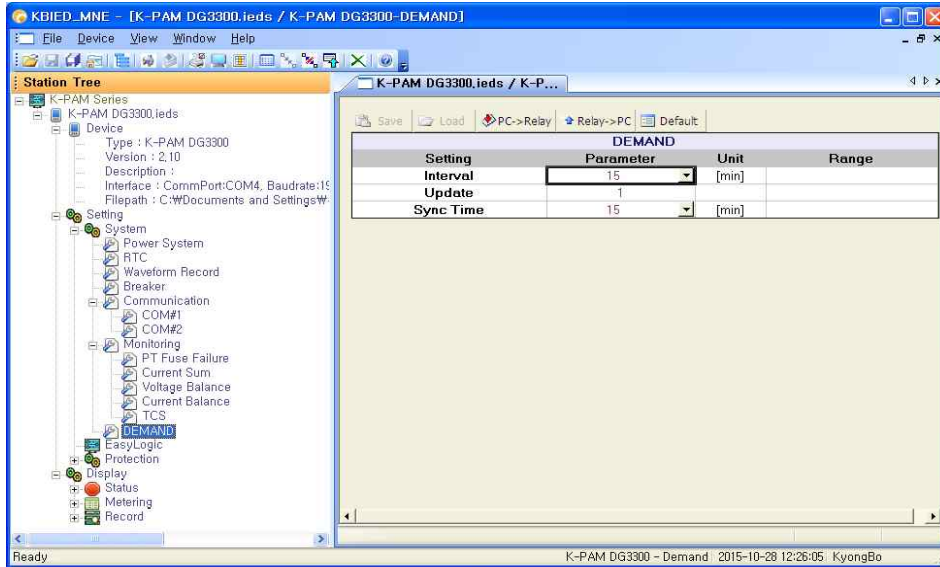 KBIED_MNE - [K-PAM DG3300.ieds / K-PAM DG3300-DEMAND]
File Device View Window Help
Station Tree
K-PAM DG3300.ieds / K-P...
K-PAM Series
K-PAM DG3300.ieds
Device
Type : K-PAM DG3300
Version : 2.10
Description :
Interface : CommPort:COM4, Baudrate:19
Filepath : C:₩Documents and Settings₩
Setting
System
Power System
RTC
Waveform Record
Breaker
Communication
COM#1
COM#2
Monitoring
PT Fuse Failure
Current Sum
Voltage Balance
Current Balance
TCS
DEMAND
EasyLogic
Protection
Display
Status
Metering
Record
Save Load PC->Relay Relay->PC Default
DEMAND
Setting Parameter Unit Range
Interval 15 [min]
Update 1
Sync Time 15 [min]
Ready K-PAM DG3300 - Demand 2015-10-28 12:26:05 KyongBo